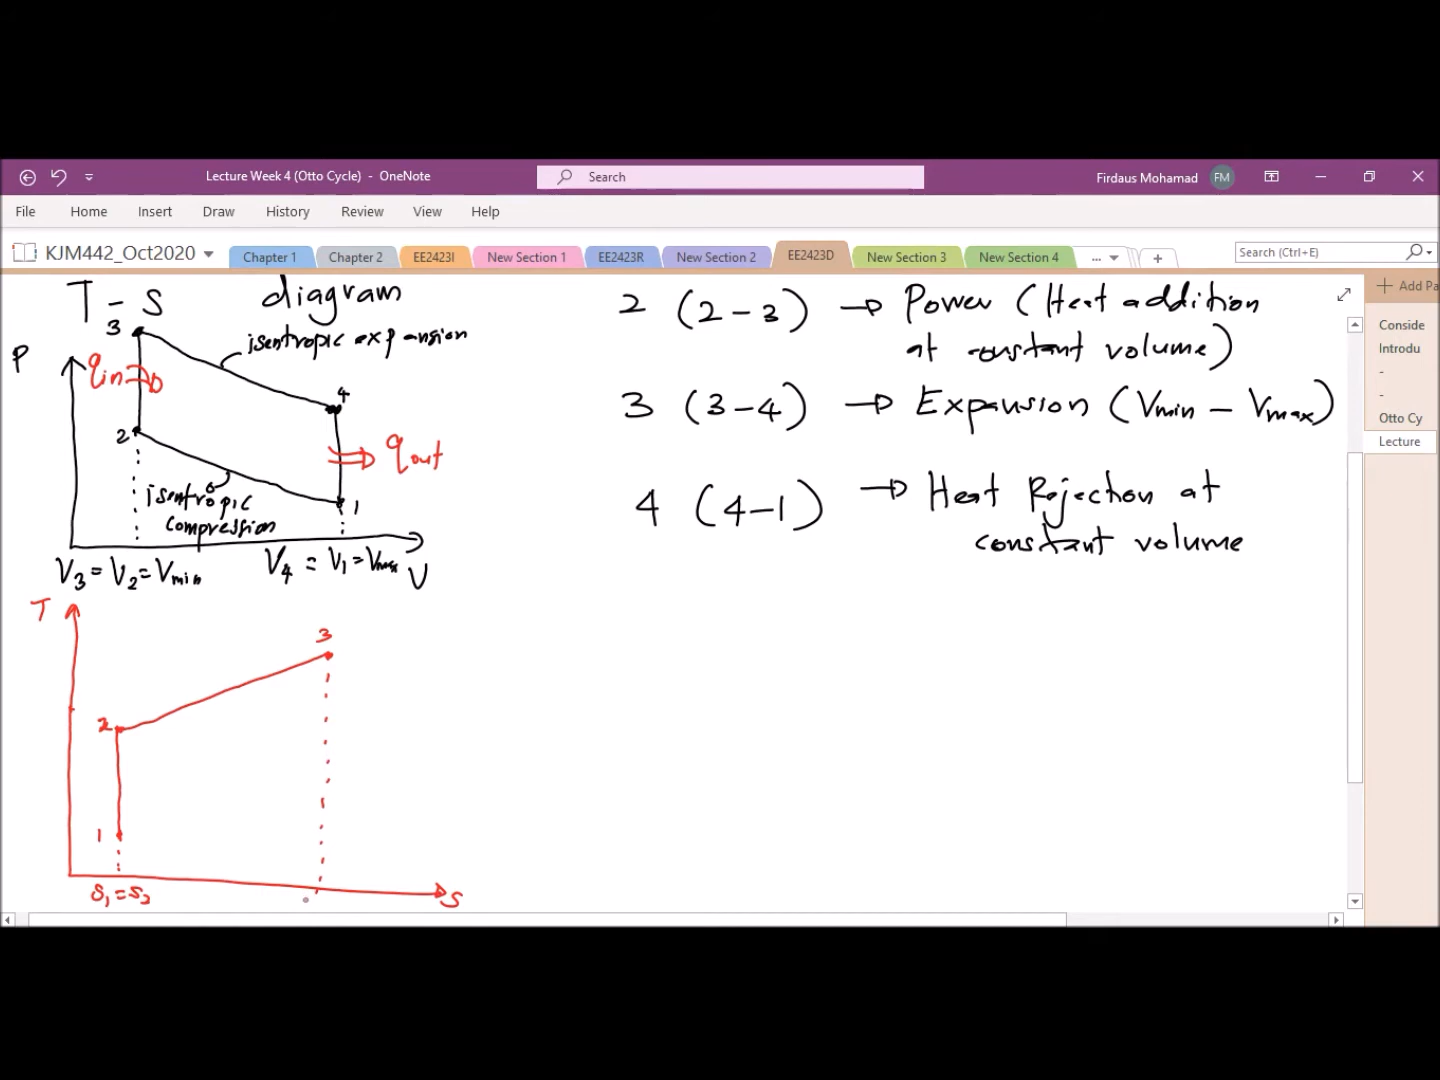 Lecture Week 4 (Otto Cycle) - OneNote
Search
Firdaus Mohamad
FM
File Home Insert Draw History Review View Help
KJM442_Oct2020
Chapter 1
Chapter 2
EE2423I
New Section 1
EE2423R
New Section 2
EE2423D
New Section 3
New Section 4
...
+
Search (Ctrl+E)
+ Add Pa
Conside
Introdu
-
-
Otto Cy
Lecture
T - S diagram
3
isentropic expansion
P
qin
4
2
qout
isentropic
compression
1
V3 = V2 = Vmin
V4 = V1 = Vmax
V
T
3
2
1
S1 = S2
S
2 (2 - 3) → Power (Heat addition
at constant volume)
3 (3 - 4) → Expansion (Vmin - Vmax)
4 (4 - 1) → Heat Rejection at
constant volume